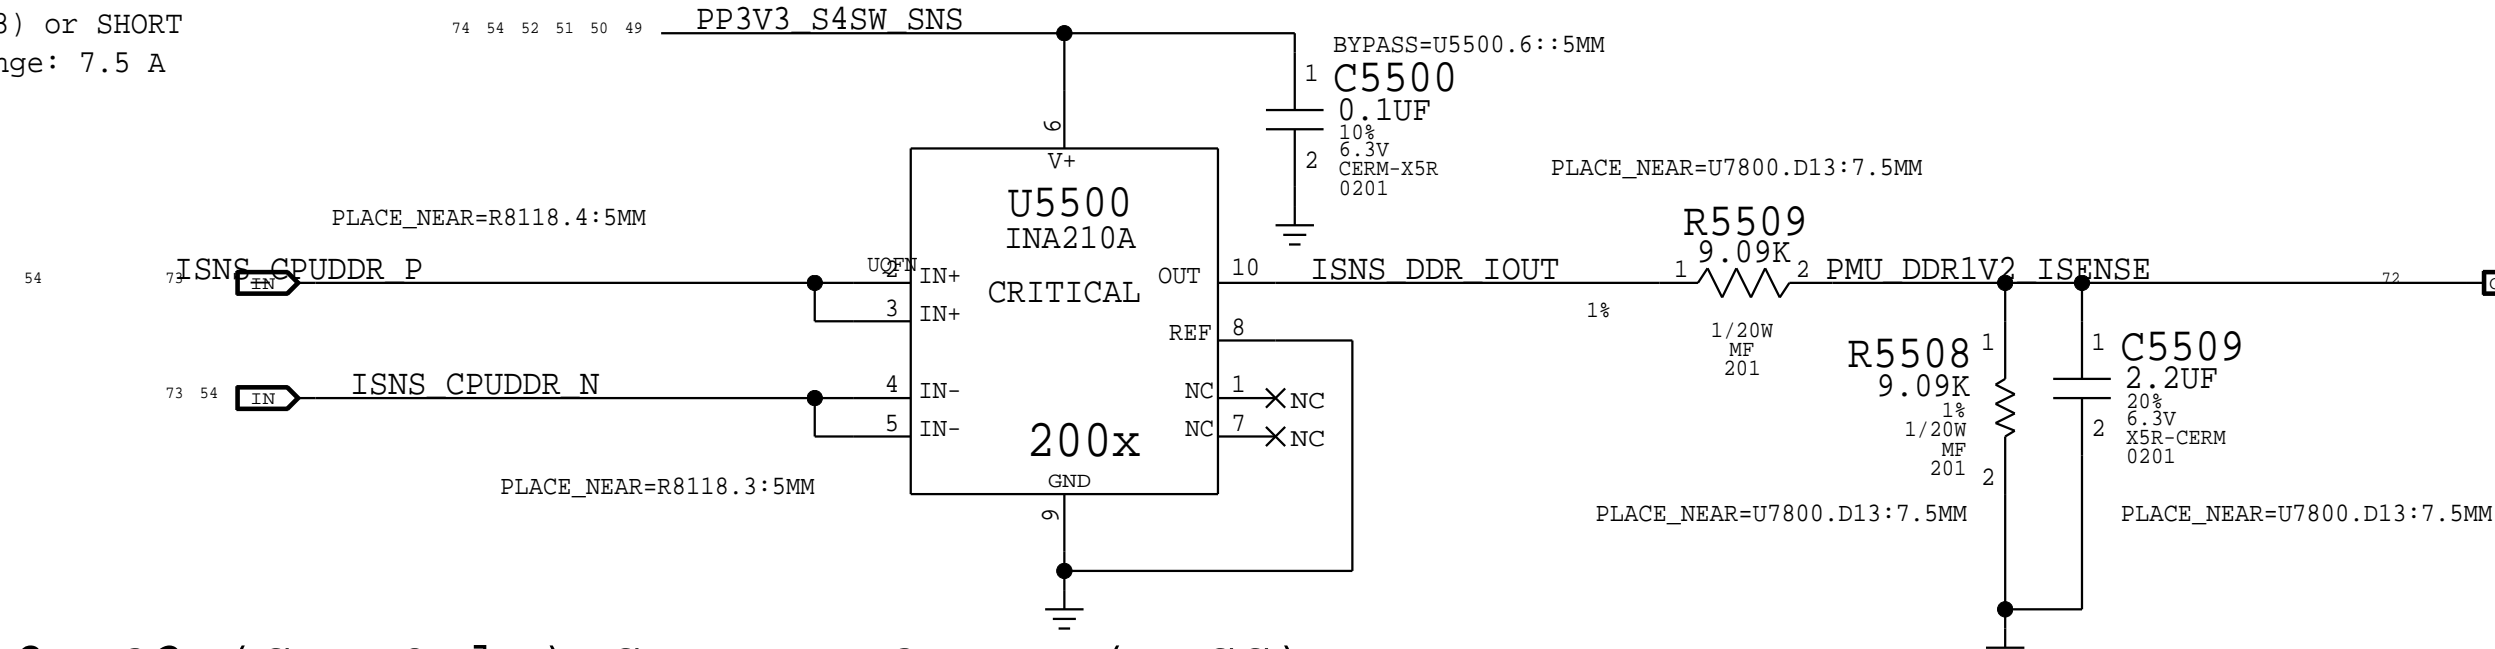 3) or SHORT
nge: 7.5 A
74 54 52 51 50 49
PP3V3_S4SW_SNS
BYPASS=U5500.6::5MM
1
C5500
0.1UF
10%
6.3V
CERM-X5R
0201
2
6
V+
U5500
INA210A
CRITICAL
200x
GND
9
PLACE_NEAR=R8118.4:5MM
54
73
ISNS_CPUDDR_P
IN
UQFN
2
IN+
3
IN+
73 54
IN
ISNS_CPUDDR_N
4
IN-
5
IN-
PLACE_NEAR=R8118.3:5MM
OUT
10
ISNS_DDR_IOUT
REF
8
NC
1
NC
NC
7
NC
PLACE_NEAR=U7800.D13:7.5MM
R5509
9.09K
1
2
1%
1/20W
MF
201
PMU_DDR1V2_ISENSE
72
R5508
9.09K
1%
1/20W
MF
201
1
2
PLACE_NEAR=U7800.D13:7.5MM
1
C5509
2.2UF
20%
6.3V
X5R-CERM
0201
2
PLACE_NEAR=U7800.D13:7.5MM